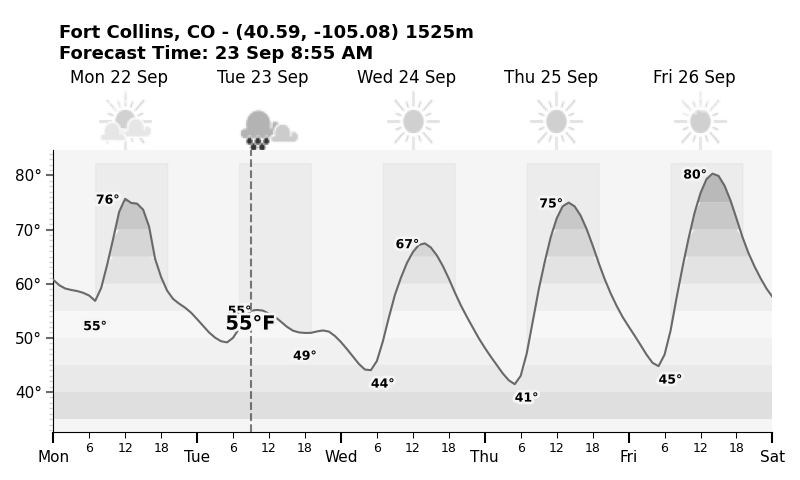 Fort Collins, CO - (40.59, -105.08) 1525m
Forecast Time: 23 Sep 8:55 AM
Mon 22 Sep Tue 23 Sep Wed 24 Sep Thu 25 Sep Fri 26 Sep
80°
70°
60°
50°
40°
76°
55°
55°
55°F
49°
67°
44°
75°
41°
80°
45°
6 12 18 6 12 18 6 12 18 6 12 18 6 12 18
Mon Tue Wed Thu Fri Sat